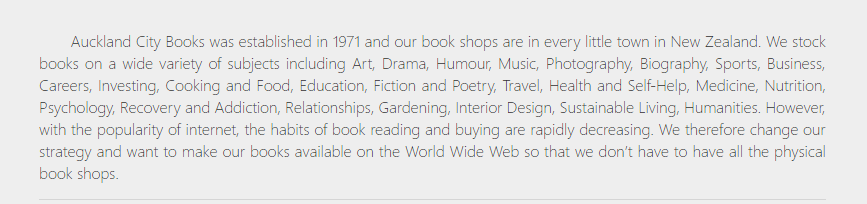 Auckland City Books was established in 1971 and our book shops are in every little town in New Zealand. We stock
books on a wide variety of subjects including Art, Drama, Humour, Music, Photography, Biography, Sports, Business,
Careers, Investing, Cooking and Food, Education, Fiction and Poetry, Travel, Health and Self-Help, Medicine, Nutrition,
Psychology, Recovery and Addiction, Relationships, Gardening, Interior Design, Sustainable Living, Humanities. However,
with the popularity of internet, the habits of book reading and buying are rapidly decreasing. We therefore change our
strategy and want to make our books available on the World Wide Web so that we don't have to have all the physical
book shops.